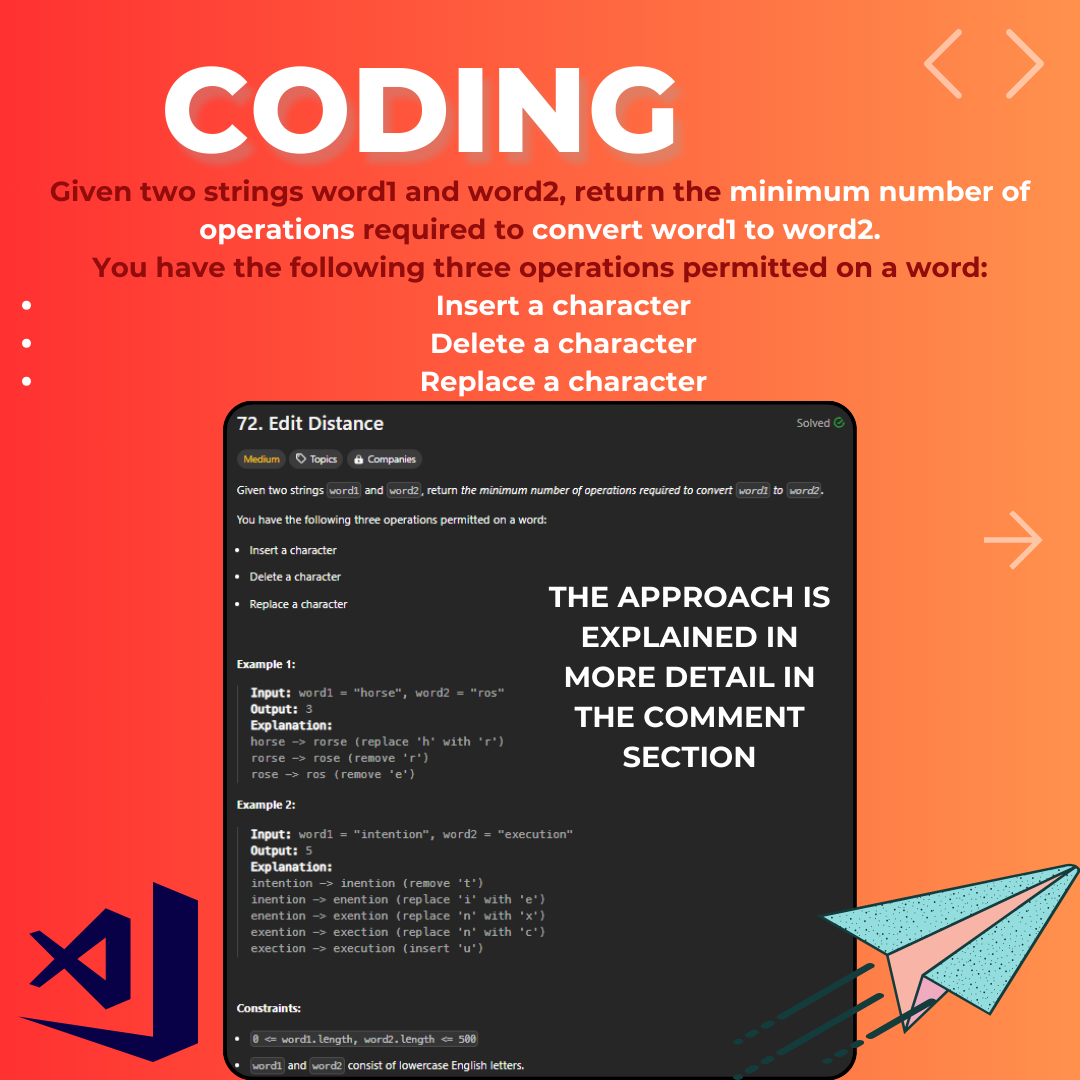 CODING
Given two strings word1 and word2, return the minimum number of
operations required to convert word1 to word2.
You have the following three operations permitted on a word:
• Insert a character
• Delete a character
• Replace a character
72. Edit Distance
Solved
Medium Topics Companies
Given two strings word1 and word2, return the minimum number of operations required to convert word1 to word2.
You have the following three operations permitted on a word:
• Insert a character
• Delete a character
• Replace a character
THE APPROACH IS
EXPLAINED IN
MORE DETAIL IN
THE COMMENT
SECTION
Example 1:
Input: word1 = "horse", word2 = "ros"
Output: 3
Explanation:
horse -> rorse (replace 'h' with 'r')
rorse -> rose (remove 'r')
rose -> ros (remove 'e')
Example 2:
Input: word1 = "intention", word2 = "execution"
Output: 5
Explanation:
intention -> inention (remove 't')
inention -> enention (replace 'i' with 'e')
enention -> exention (replace 'n' with 'x')
exention -> exection (replace 'n' with 'c')
exection -> execution (insert 'u')
Constraints:
• 0 <= word1.length, word2.length <= 500
• word1 and word2 consist of lowercase English letters.